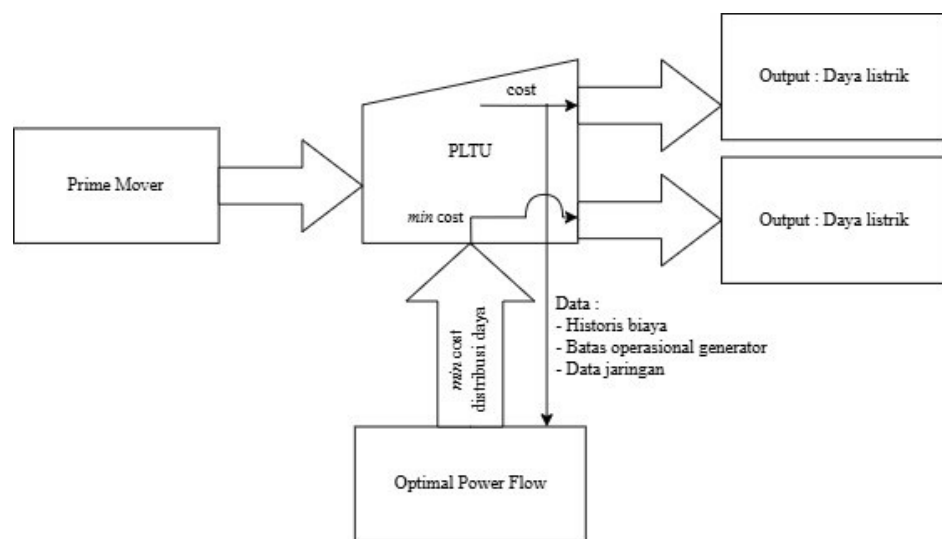 Prime Mover
cost
PLTU
min cost
Output : Daya listrik
Output : Daya listrik
min cost
distribusi daya
Data :
- Historis biaya
- Batas operasional generator
- Data jaringan
Optimal Power Flow